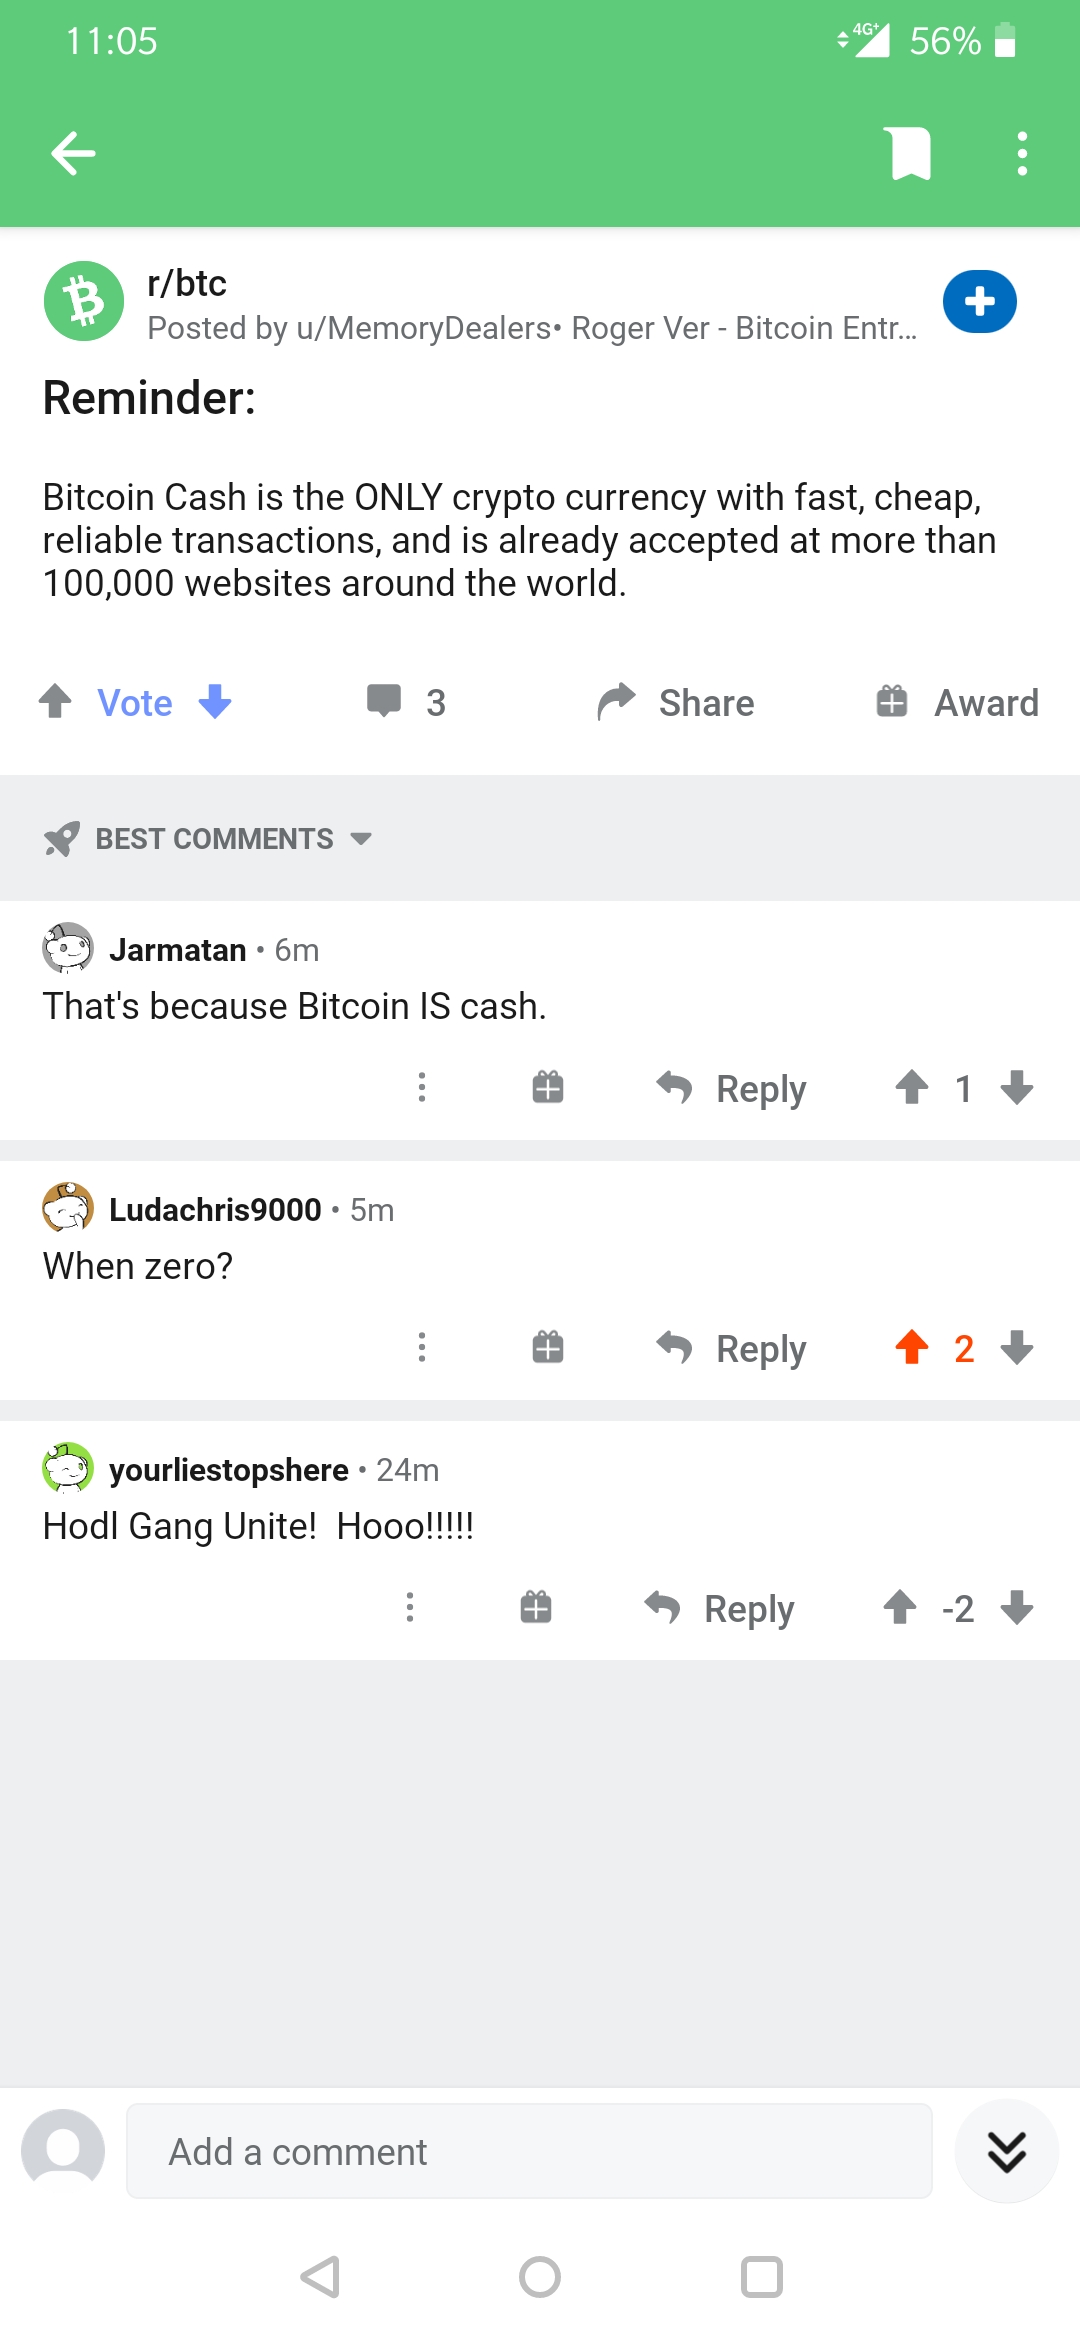 11:05
4G+ 56%
r/btc
Posted by u/MemoryDealers• Roger Ver - Bitcoin Entr...
Reminder:
Bitcoin Cash is the ONLY crypto currency with fast, cheap,
reliable transactions, and is already accepted at more than
100,000 websites around the world.
Vote 3 Share Award
BEST COMMENTS
Jarmatan • 6m
That's because Bitcoin IS cash.
Reply 1
Ludachris9000 • 5m
When zero?
Reply 2
yourliestopshere • 24m
Hodl Gang Unite!  Hooo!!!!!
Reply -2
Add a comment